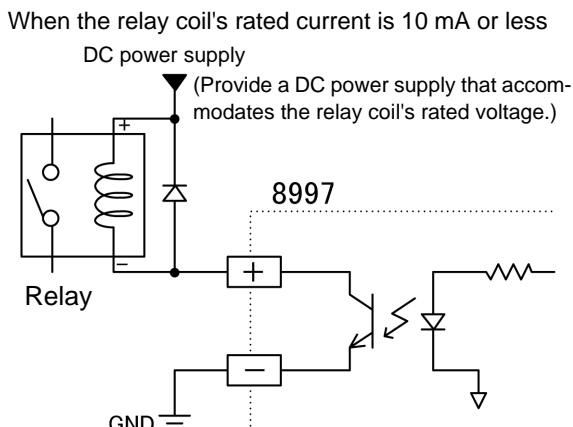 When the relay coil's rated current is 10 mA or less
DC power supply
(Provide a DC power supply that accom-
modates the relay coil's rated voltage.)
+
8997
−
+
Relay
−
GND